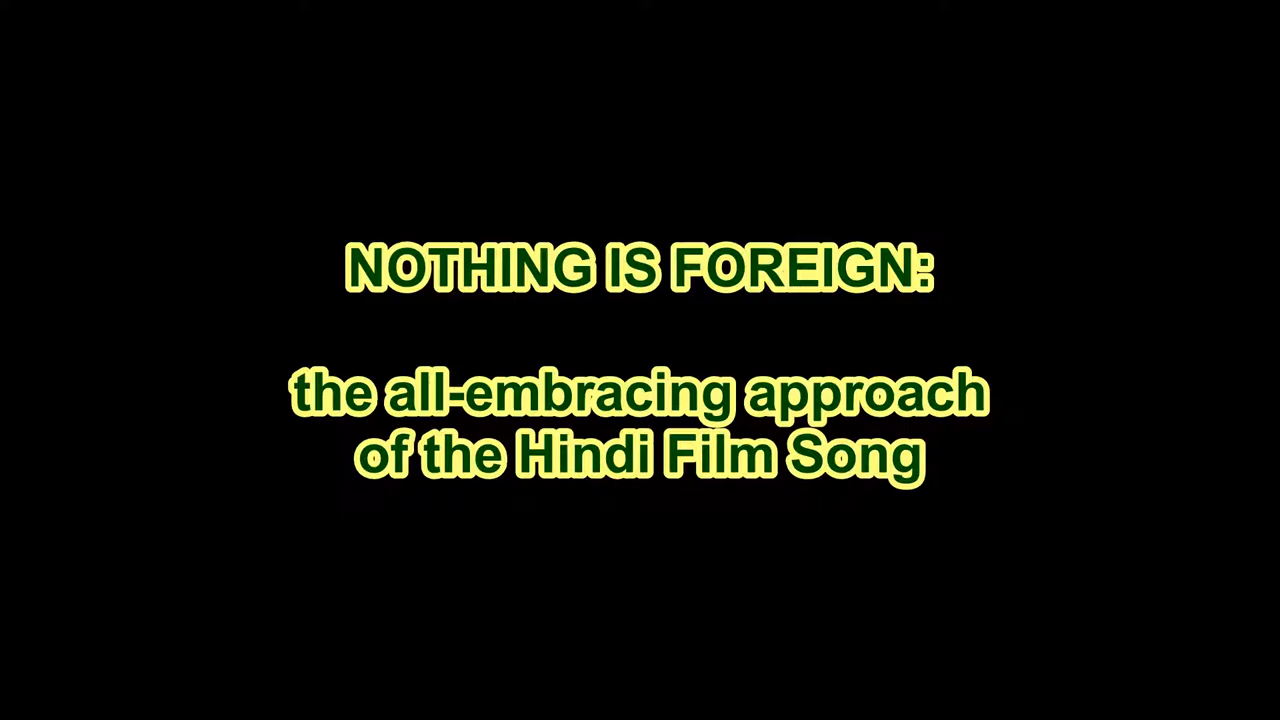 NOTHING IS FOREIGN:
the all-embracing approach
of the Hindi Film Song